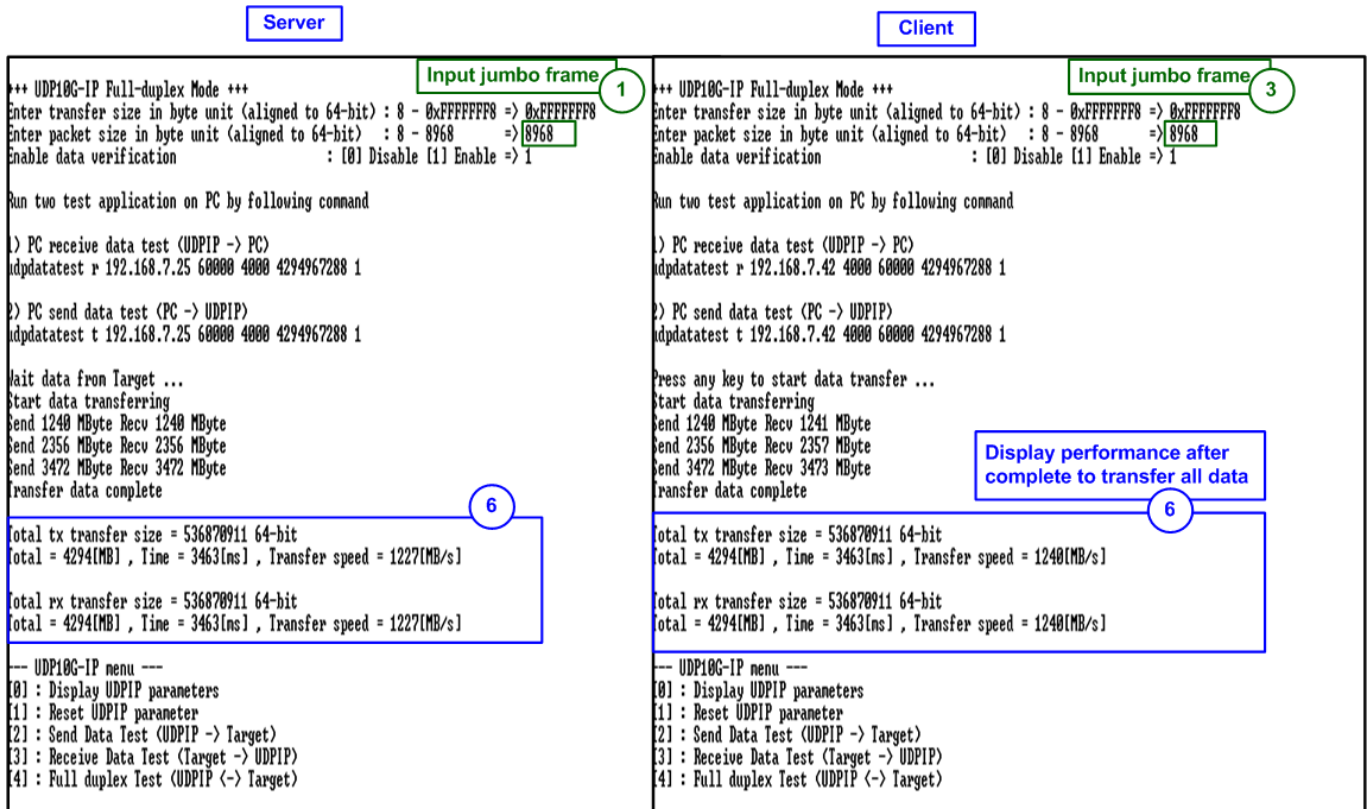 Server
Input jumbo frame
1
+++ UDP10G-IP Full-duplex Mode +++
Enter transfer size in byte unit (aligned to 64-bit) : 8 - 0xFFFFFFF8 => 0xFFFFFFF8
Enter packet size in byte unit (aligned to 64-bit) : 8 - 8968 => 8968
Enable data verification : [0] Disable [1] Enable => 1
Run two test application on PC by following command
1) PC receive data test (UDPIP -> PC)
udpdatatest r 192.168.7.25 60000 4000 4294967288 1
2) PC send data test (PC -> UDPIP)
udpdatatest t 192.168.7.25 60000 4000 4294967288 1
Wait data from Target ...
Start data transferring
Send 1240 MByte Recv 1240 MByte
Send 2356 MByte Recv 2356 MByte
Send 3472 MByte Recv 3472 MByte
Transfer data complete
6
Total tx transfer size = 536870911 64-bit
Total = 4294[MB] , Time = 3463[ms] , Transfer speed = 1227[MB/s]
Total rx transfer size = 536870911 64-bit
Total = 4294[MB] , Time = 3463[ms] , Transfer speed = 1227[MB/s]
--- UDP10G-IP menu ---
[0] : Display UDPIP parameters
[1] : Reset UDPIP parameter
[2] : Send Data Test (UDPIP -> Target)
[3] : Receive Data Test (Target -> UDPIP)
[4] : Full duplex Test (UDPIP <-> Target)
Client
Input jumbo frame
3
+++ UDP10G-IP Full-duplex Mode +++
Enter transfer size in byte unit (aligned to 64-bit) : 8 - 0xFFFFFFF8 => 0xFFFFFFF8
Enter packet size in byte unit (aligned to 64-bit) : 8 - 8968 => 8968
Enable data verification : [0] Disable [1] Enable => 1
Run two test application on PC by following command
1) PC receive data test (UDPIP -> PC)
udpdatatest r 192.168.7.42 4000 60000 4294967288 1
2) PC send data test (PC -> UDPIP)
udpdatatest t 192.168.7.42 4000 60000 4294967288 1
Press any key to start data transfer ...
Start data transferring
Send 1240 MByte Recv 1241 MByte
Send 2356 MByte Recv 2357 MByte
Send 3472 MByte Recv 3473 MByte
Transfer data complete
Display performance after
complete to transfer all data
6
Total tx transfer size = 536870911 64-bit
Total = 4294[MB] , Time = 3463[ms] , Transfer speed = 1240[MB/s]
Total rx transfer size = 536870911 64-bit
Total = 4294[MB] , Time = 3463[ms] , Transfer speed = 1240[MB/s]
--- UDP10G-IP menu ---
[0] : Display UDPIP parameters
[1] : Reset UDPIP parameter
[2] : Send Data Test (UDPIP -> Target)
[3] : Receive Data Test (Target -> UDPIP)
[4] : Full duplex Test (UDPIP <-> Target)